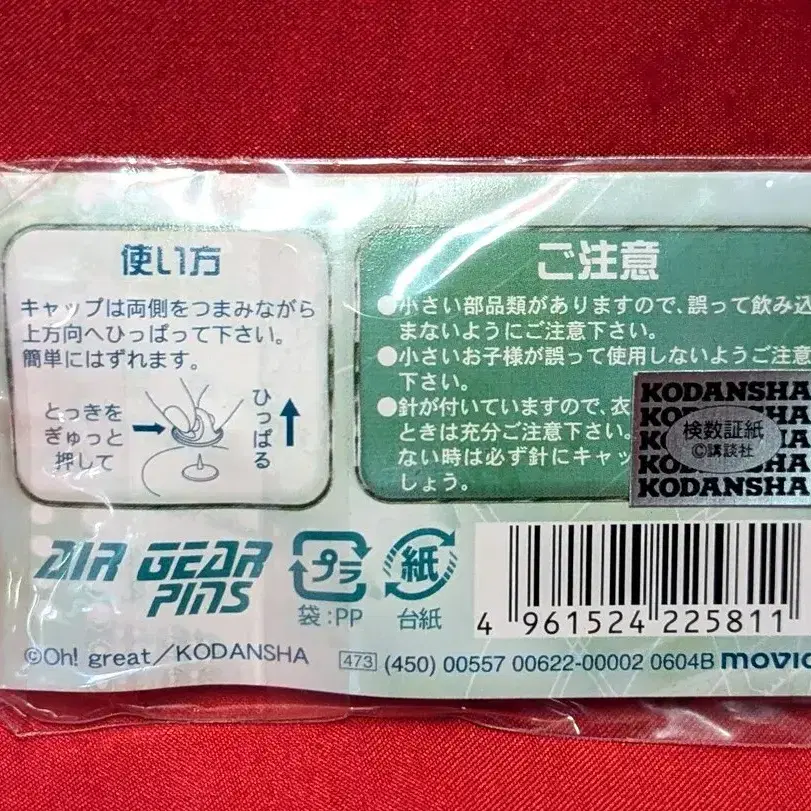 使い方
キャップは両側をつまみながら
上方向へひっぱって下さい。
簡単にはずれます。
とっきを
ぎゅっと
押して
ひっぱる
ご注意
●小さい部品類がありますので、誤って飲み込
まないようにご注意下さい。
●小さいお子様が誤って使用しないようご注意
下さい。
●針が付いていますので、衣
ときは充分ご注意下さい。
ない時は必ず針にキャッ
しょう。
KODANSHA
KODANSHA
検数証紙
©講談社
KODANSHA
AIR GEAR
PINS
プラ
袋:PP
紙
台紙
4 961524 225811
©Oh! great/KODANSHA
473 (450) 00557 00622-00002 0604B movic